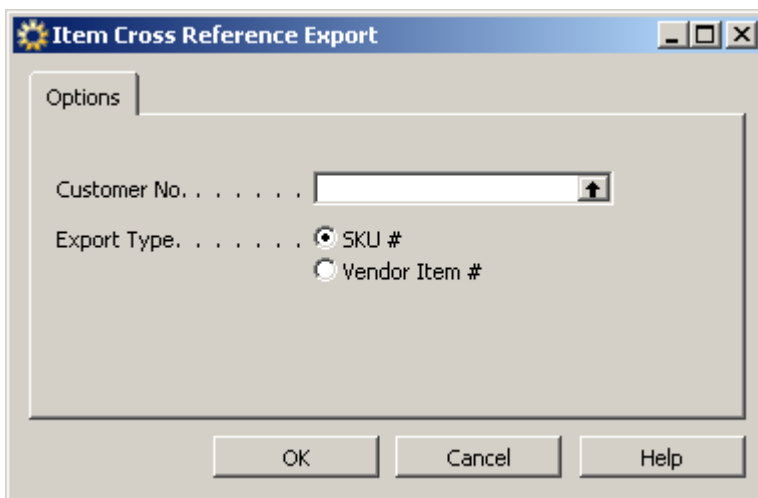 Item Cross Reference Export
Options
Customer No. . . . . . .
Export Type. . . . . . . SKU #
Vendor Item #
OK Cancel Help